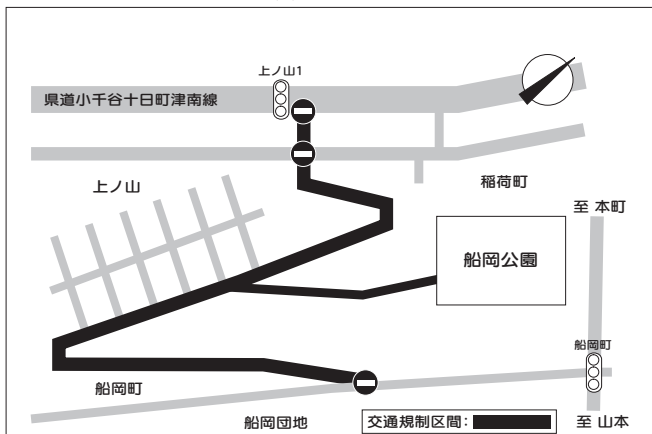 上ノ山1
県道小千谷十日町津南線
上ノ山
稲荷町
至 本町
船岡公園
船岡町
船岡町
船岡団地
交通規制区間:
至 山本